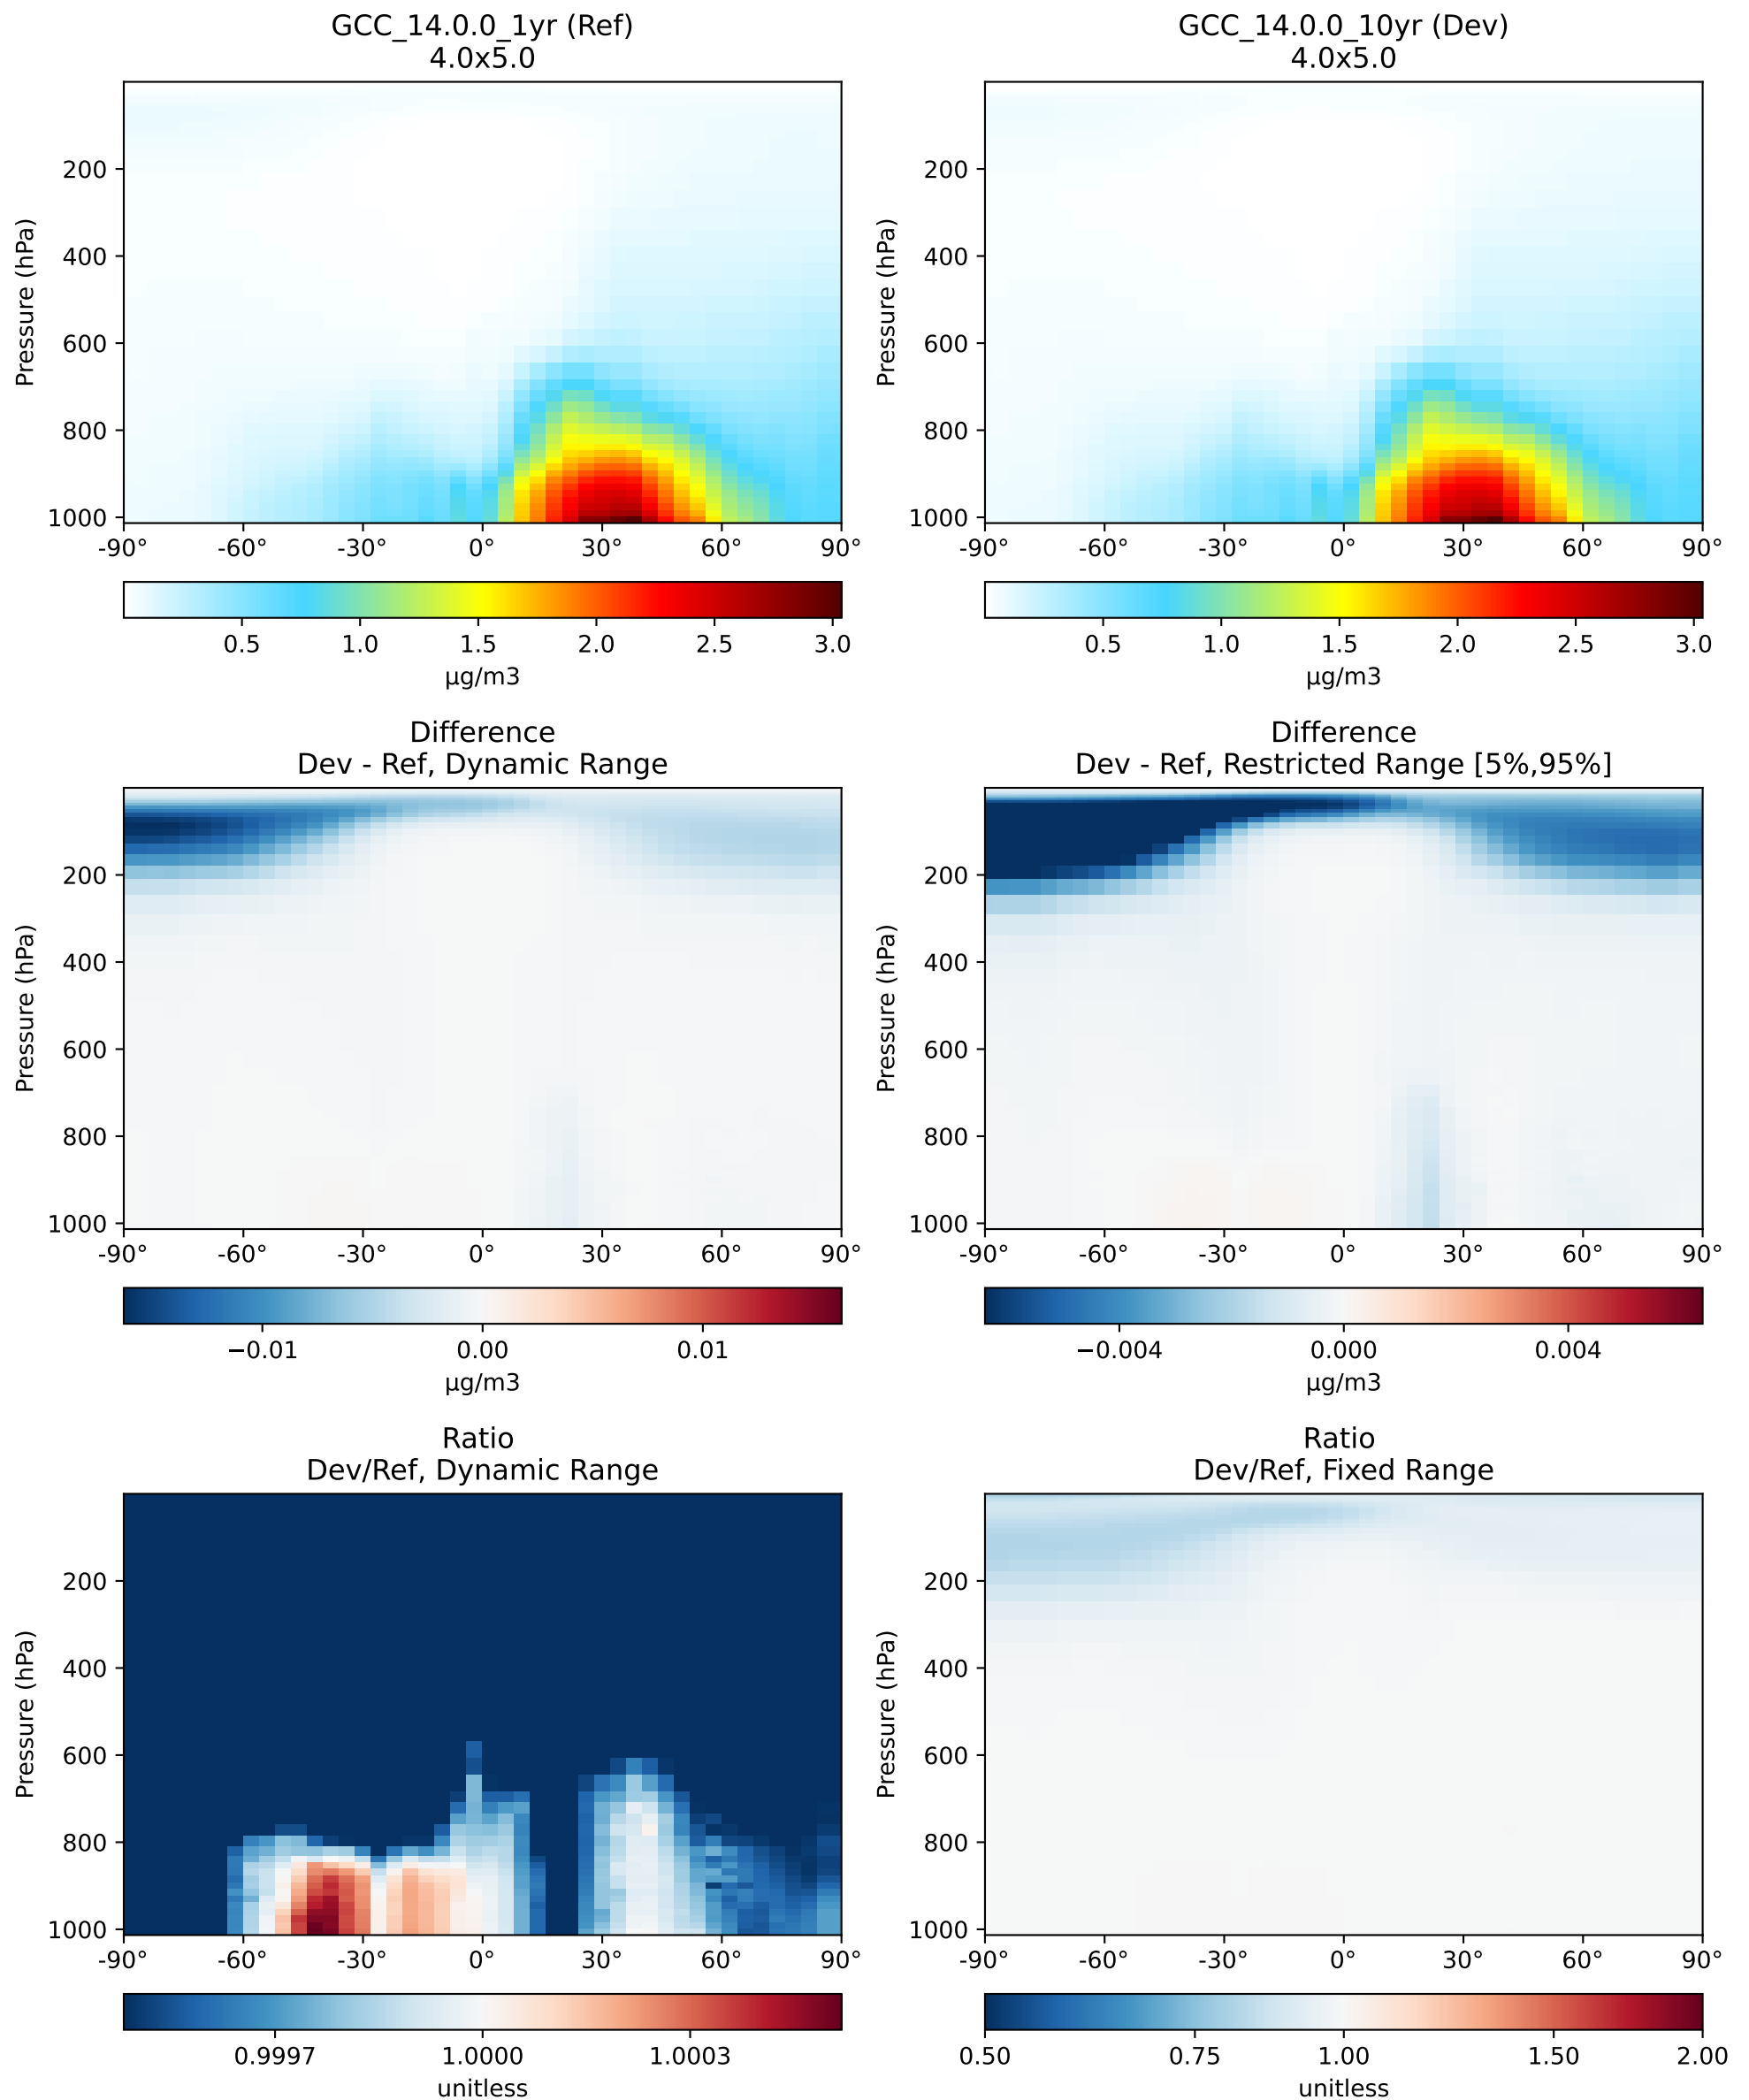 GCC_14.0.0_1yr (Ref)
4.0x5.0
GCC_14.0.0_10yr (Dev)
4.0x5.0
Pressure (hPa)
200
400
600
800
1000
-90° -60° -30° 0° 30° 60° 90°
0.5 1.0 1.5 2.0 2.5 3.0
µg/m3
Pressure (hPa)
200
400
600
800
1000
-90° -60° -30° 0° 30° 60° 90°
0.5 1.0 1.5 2.0 2.5 3.0
µg/m3
Difference
Dev - Ref, Dynamic Range
Difference
Dev - Ref, Restricted Range [5%,95%]
Pressure (hPa)
200
400
600
800
1000
-90° -60° -30° 0° 30° 60° 90°
−0.01 0.00 0.01
µg/m3
Pressure (hPa)
200
400
600
800
1000
-90° -60° -30° 0° 30° 60° 90°
−0.004 0.000 0.004
µg/m3
Ratio
Dev/Ref, Dynamic Range
Ratio
Dev/Ref, Fixed Range
Pressure (hPa)
200
400
600
800
1000
-90° -60° -30° 0° 30° 60° 90°
0.9997 1.0000 1.0003
unitless
Pressure (hPa)
200
400
600
800
1000
-90° -60° -30° 0° 30° 60° 90°
0.50 0.75 1.00 1.50 2.00
unitless